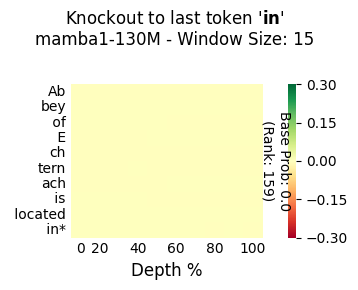 Knockout to last token 'in'
mamba1-130M - Window Size: 15
Ab
bey
of
E
ch
tern
ach
is
located
in*
0 20 40 60 80 100
Depth %
0.30
0.15
0.00
−0.15
−0.30
Base Prob: 0.0
(Rank: 159)